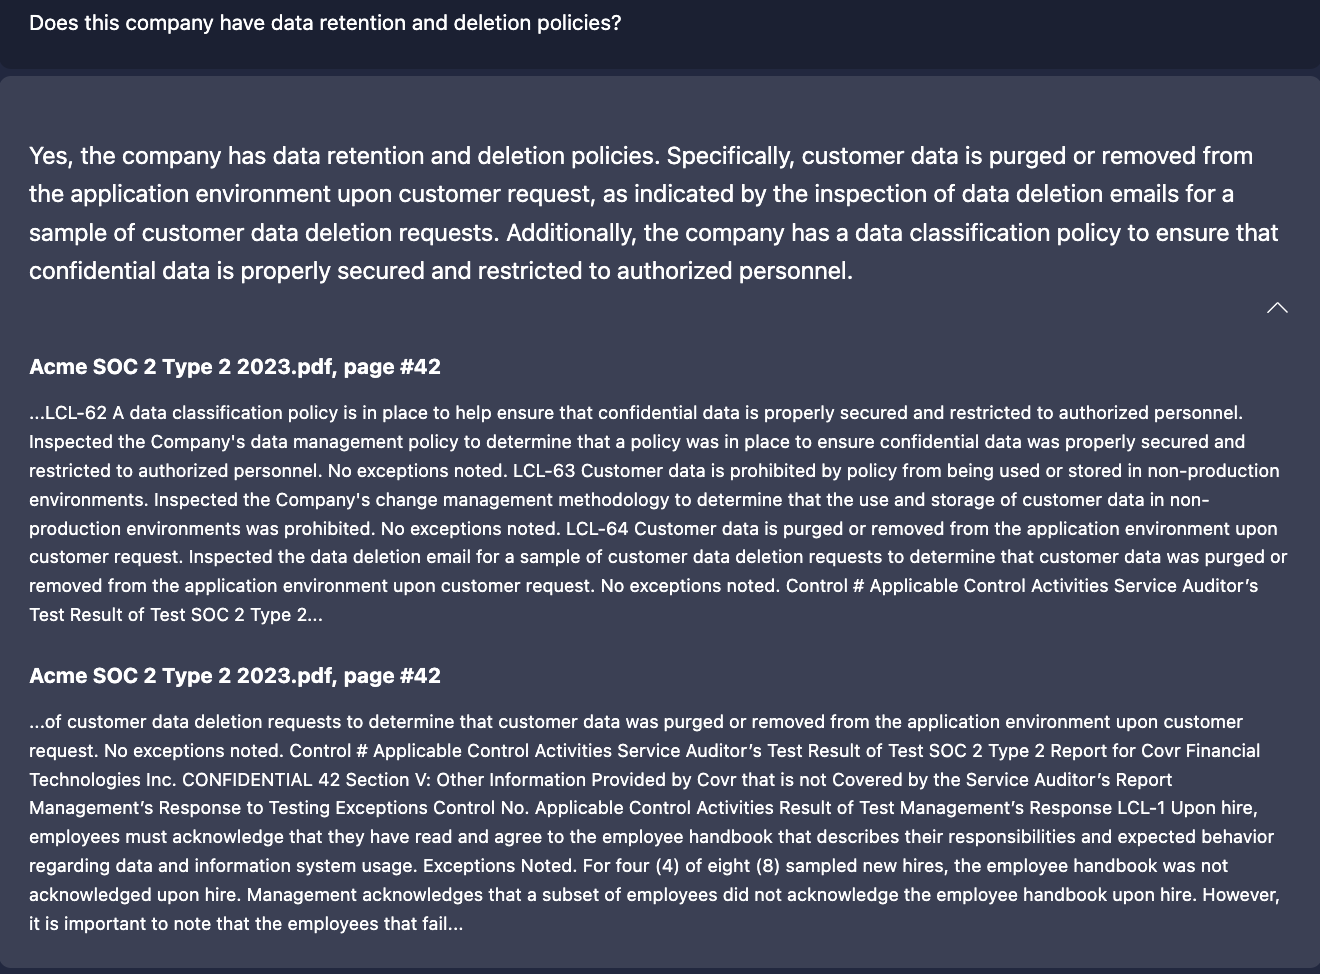 Does this company have data retention and deletion policies?
Yes, the company has data retention and deletion policies. Specifically, customer data is purged or removed from
the application environment upon customer request, as indicated by the inspection of data deletion emails for a
sample of customer data deletion requests. Additionally, the company has a data classification policy to ensure that
confidential data is properly secured and restricted to authorized personnel.
Acme SOC 2 Type 2 2023.pdf, page #42
...LCL-62 A data classification policy is in place to help ensure that confidential data is properly secured and restricted to authorized personnel.
Inspected the Company's data management policy to determine that a policy was in place to ensure confidential data was properly secured and
restricted to authorized personnel. No exceptions noted. LCL-63 Customer data is prohibited by policy from being used or stored in non-production
environments. Inspected the Company's change management methodology to determine that the use and storage of customer data in non-
production environments was prohibited. No exceptions noted. LCL-64 Customer data is purged or removed from the application environment upon
customer request. Inspected the data deletion email for a sample of customer data deletion requests to determine that customer data was purged or
removed from the application environment upon customer request. No exceptions noted. Control # Applicable Control Activities Service Auditor’s
Test Result of Test SOC 2 Type 2...
Acme SOC 2 Type 2 2023.pdf, page #42
...of customer data deletion requests to determine that customer data was purged or removed from the application environment upon customer
request. No exceptions noted. Control # Applicable Control Activities Service Auditor’s Test Result of Test SOC 2 Type 2 Report for Covr Financial
Technologies Inc. CONFIDENTIAL 42 Section V: Other Information Provided by Covr that is not Covered by the Service Auditor’s Report
Management’s Response to Testing Exceptions Control No. Applicable Control Activities Result of Test Management’s Response LCL-1 Upon hire,
employees must acknowledge that they have read and agree to the employee handbook that describes their responsibilities and expected behavior
regarding data and information system usage. Exceptions Noted. For four (4) of eight (8) sampled new hires, the employee handbook was not
acknowledged upon hire. Management acknowledges that a subset of employees did not acknowledge the employee handbook upon hire. However,
it is important to note that the employees that fail...